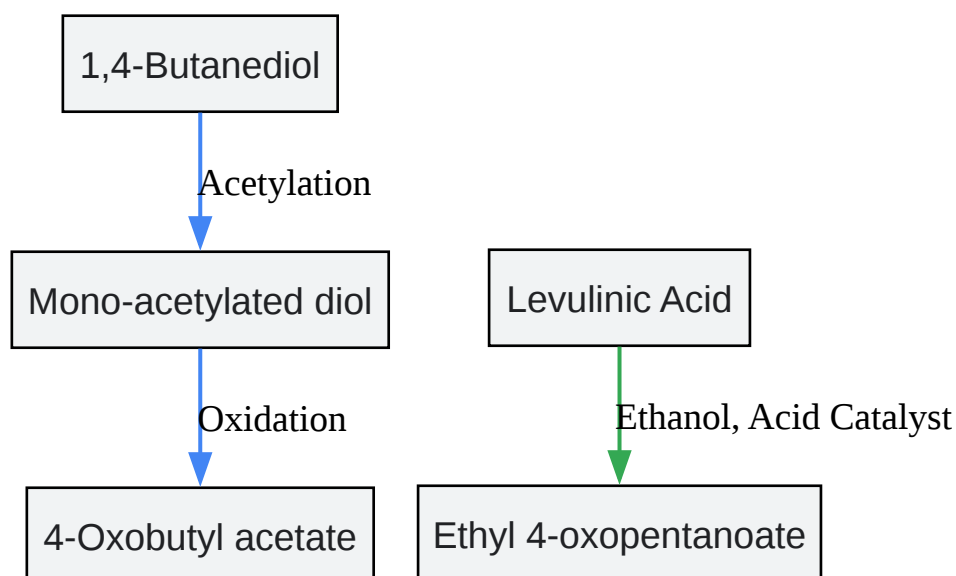 1,4-Butanediol
Acetylation
Mono-acetylated diol
Oxidation
4-Oxobutyl acetate
Levulinic Acid
Ethanol, Acid Catalyst
Ethyl 4-oxopentanoate